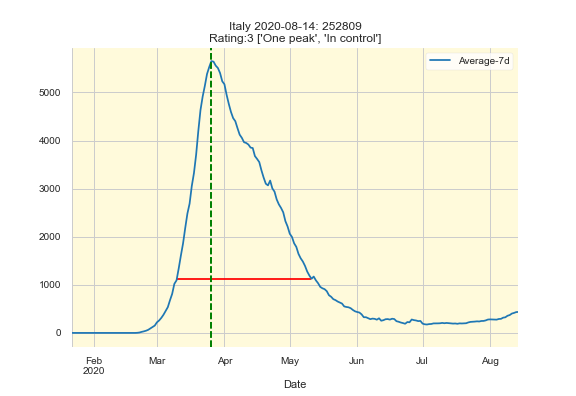 Italy 2020-08-14: 252809
Rating:3 ['One peak', 'In control']
Average-7d
5000
4000
3000
2000
1000
0
Feb
2020
Mar
Apr
May
Jun
Jul
Aug
Date